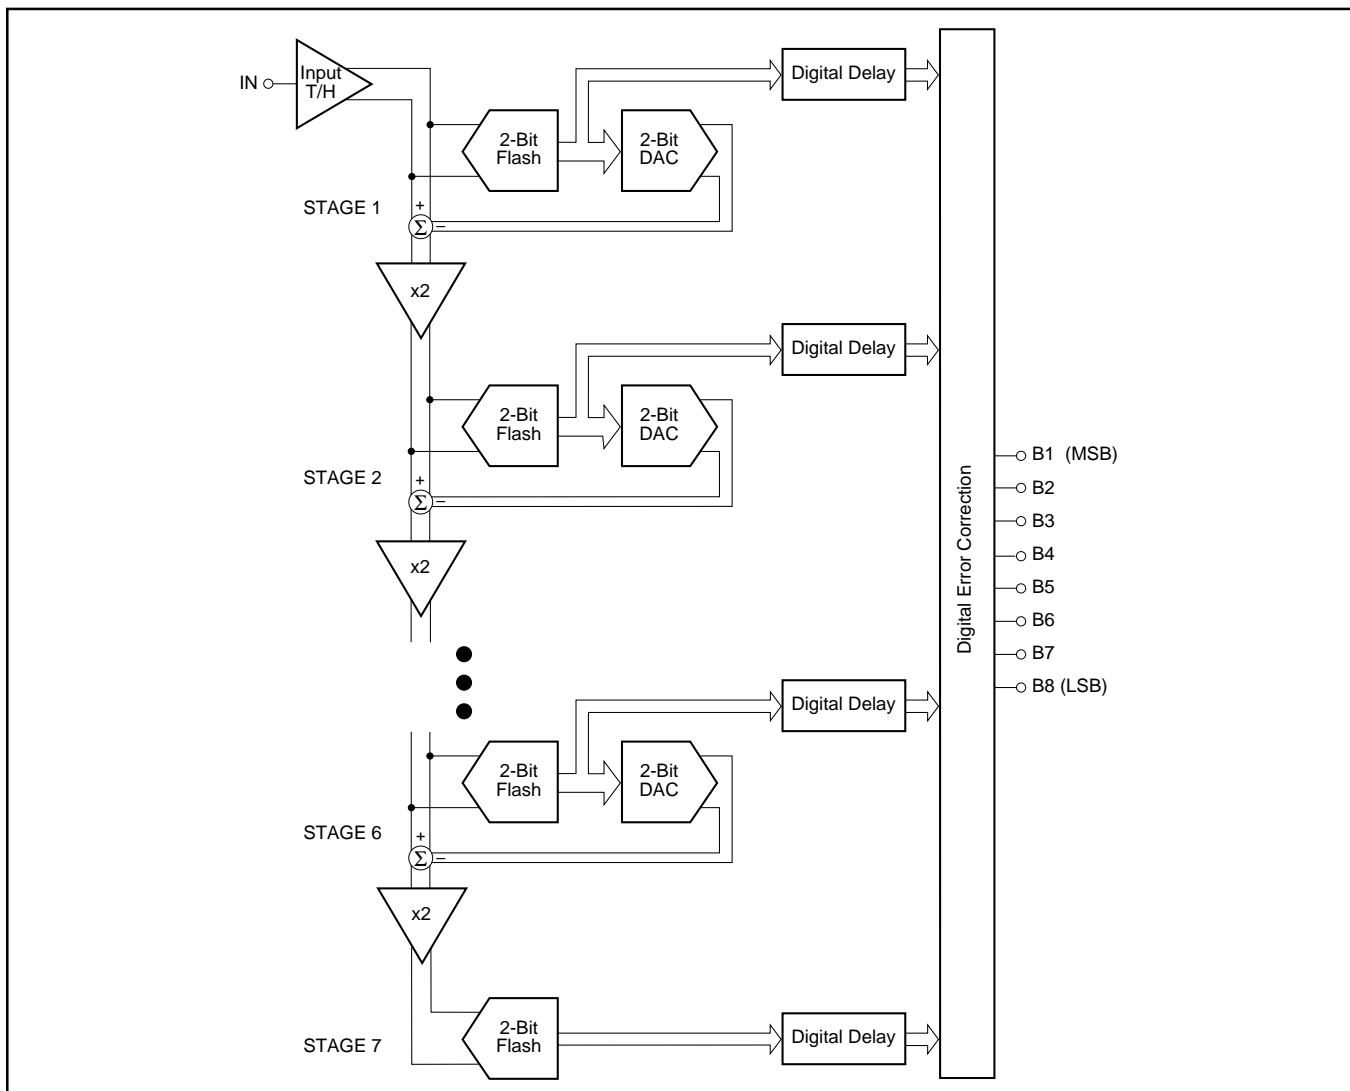 IN
Input
T/H
Digital Delay
2-Bit
Flash
2-Bit
DAC
STAGE 1
+
Σ
–
x2
Digital Delay
2-Bit
Flash
2-Bit
DAC
STAGE 2
+
Σ
–
x2
Digital Error Correction
B1 (MSB)
B2
B3
B4
B5
B6
B7
B8 (LSB)
Digital Delay
2-Bit
Flash
2-Bit
DAC
STAGE 6
+
Σ
–
x2
2-Bit
Flash
Digital Delay
STAGE 7